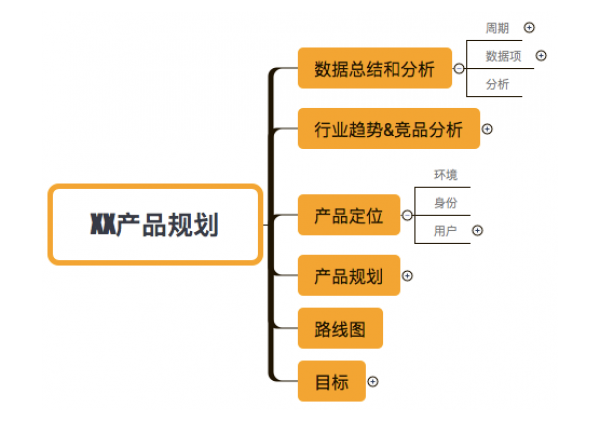 周期
数据项
分析
数据总结和分析
行业趋势&竞品分析
环境
身份
用户
产品定位
XX产品规划
产品规划
路线图
目标